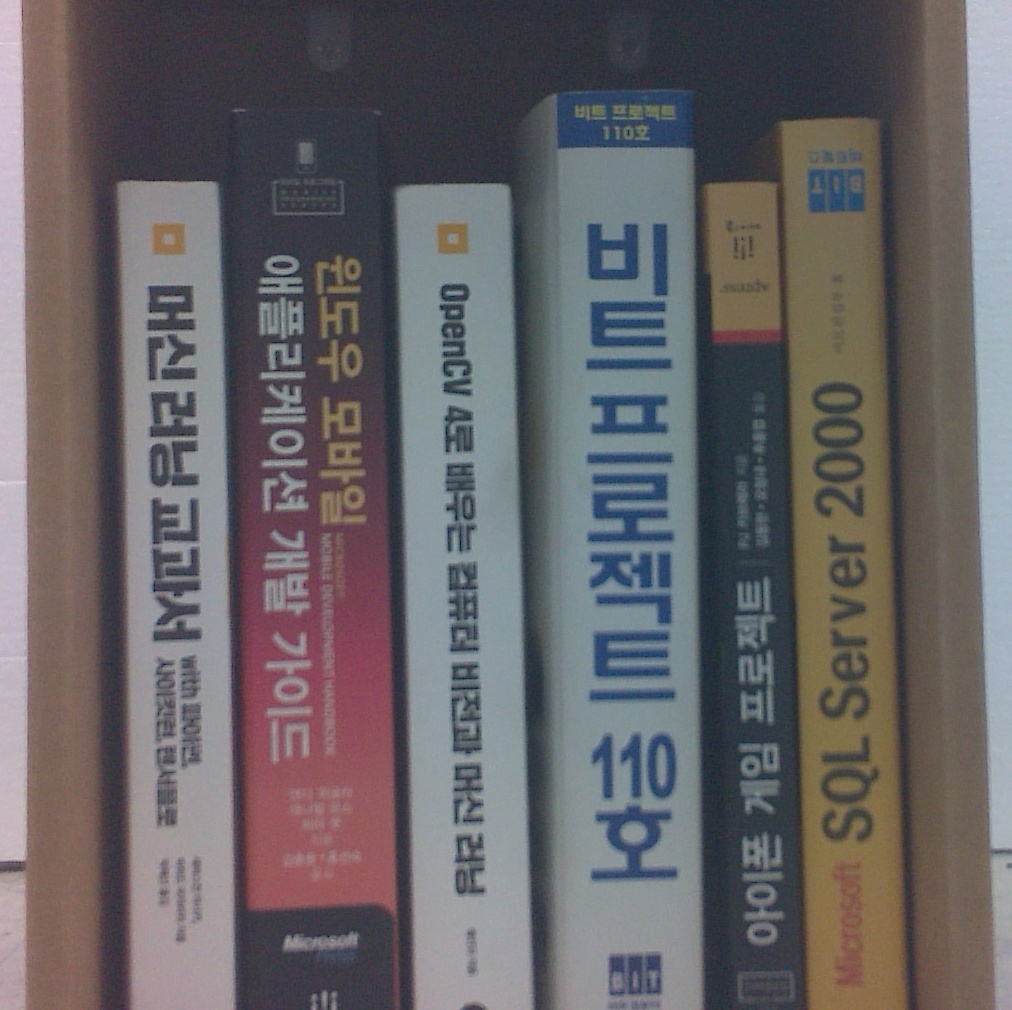 머신 러닝 교과서
with 파이썬,
사이킷런, 텐서플로
윈도우 모바일
애플리케이션 개발 가이드
MICROSOFT
MOBILE DEVELOPMENT HANDBOOK
Microsoft
OpenCV 4로 배우는 컴퓨터 비전과 머신 러닝
비트 프로젝트
110호
비트 프로젝트 110호
BIT
apress
아이폰 게임 프로젝트
BIT
Microsoft SQL Server 2000